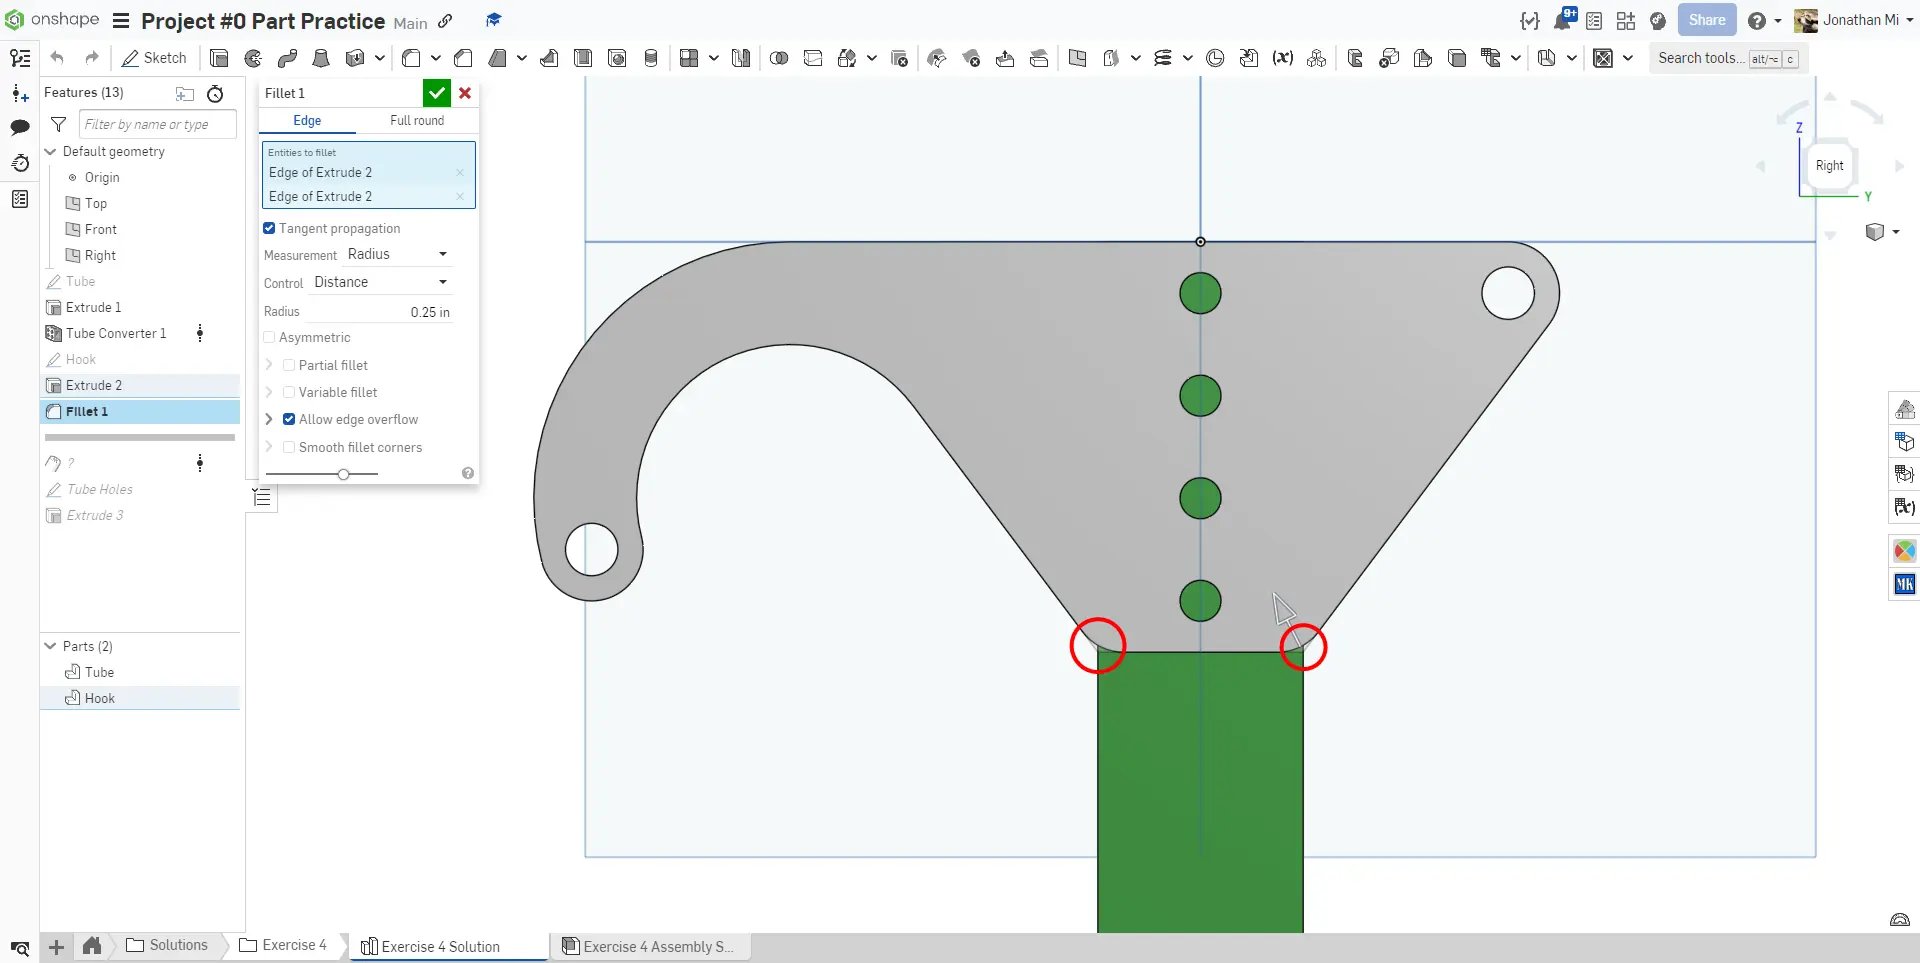 onshape Project #0 Part Practice Main
9+
Share
Jonathan Mi
Sketch
(x)
Search tools... alt/⌥ c
Features (13)
Filter by name or type
Default geometry
Origin
Top
Front
Right
Tube
Extrude 1
Tube Converter 1
Hook
Extrude 2
Fillet 1
?
Tube Holes
Extrude 3
Parts (2)
Tube
Hook
Fillet 1
Edge Full round
Entities to fillet
Edge of Extrude 2
Edge of Extrude 2
Tangent propagation
Measurement Radius
Control Distance
Radius 0.25 in
Asymmetric
Partial fillet
Variable fillet
Allow edge overflow
Smooth fillet corners
Z
Right
Y
(x)
MK
Solutions
Exercise 4
Exercise 4 Solution
Exercise 4 Assembly S...